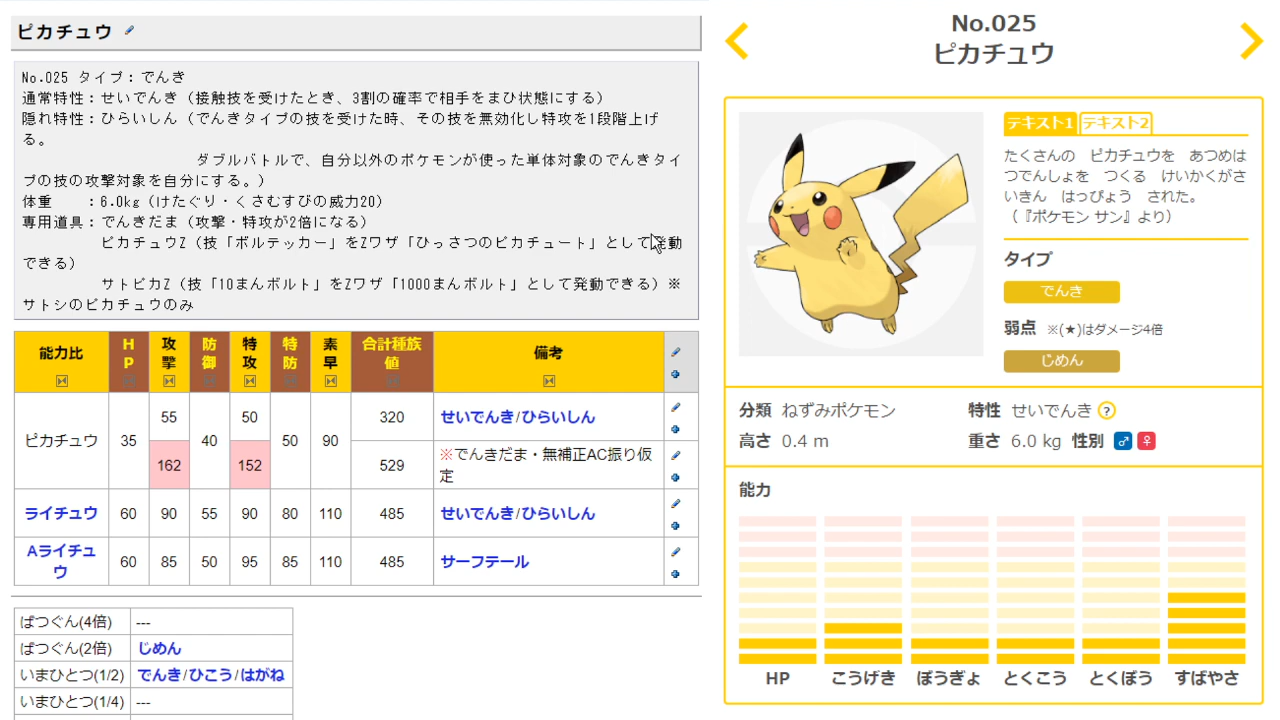 ピカチュウ
No.025 タイプ：でんき
通常特性：せいでんき（接触技を受けたとき、3割の確率で相手をまひ状態にする）
隠れ特性：ひらいしん（でんきタイプの技を受けた時、その技を無効化し特攻を1段階上げ
る。
ダブルバトルで、自分以外のポケモンが使った単体対象のでんきタイ
プの技の攻撃対象を自分にする。）
体重　　：6.0kg（けたぐり・くさむすびの威力20）
専用道具：でんきだま（攻撃・特攻が2倍になる）
ピカチュウZ（技「ボルテッカー」をZワザ「ひっさつのピカチュート」として発動
できる）
サトピカZ（技「10まんボルト」をZワザ「1000まんボルト」として発動できる）※
サトシのピカチュウのみ
能力比 HP 攻撃 防御 特攻 特防 素早 合計種族値 備考
ピカチュウ 35 55 40 50 50 90 320 せいでんき/ひらいしん
162 152 529 ※でんきだま・無補正AC振り仮定
ライチュウ 60 90 55 90 80 110 485 せいでんき/ひらいしん
Aライチュウ 60 85 50 95 85 110 485 サーフテール
ばつぐん(4倍) ---
ばつぐん(2倍) じめん
いまひとつ(1/2) でんき/ひこう/はがね
いまひとつ(1/4) ---
No.025
ピカチュウ
テキスト1 テキスト2
たくさんの　ピカチュウを　あつめは
つでんしょを　つくる　けいかくがさ
いきん　はっぴょう　された。
（『ポケモン サン』より）
タイプ
でんき
弱点 ※(★)はダメージ4倍
じめん
分類 ねずみポケモン 特性 せいでんき ?
高さ 0.4 m 重さ 6.0 kg 性別 ♂ ♀
能力
HP こうげき ぼうぎょ とくこう とくぼう すばやさ